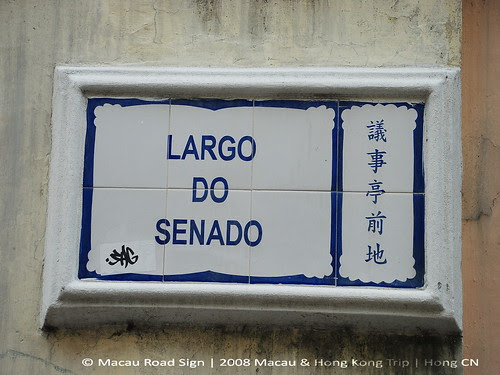 LARGO
DO
SENADO
議事亭前地
© Macau Road Sign | 2008 Macau & Hong Kong Trip | Hong CN